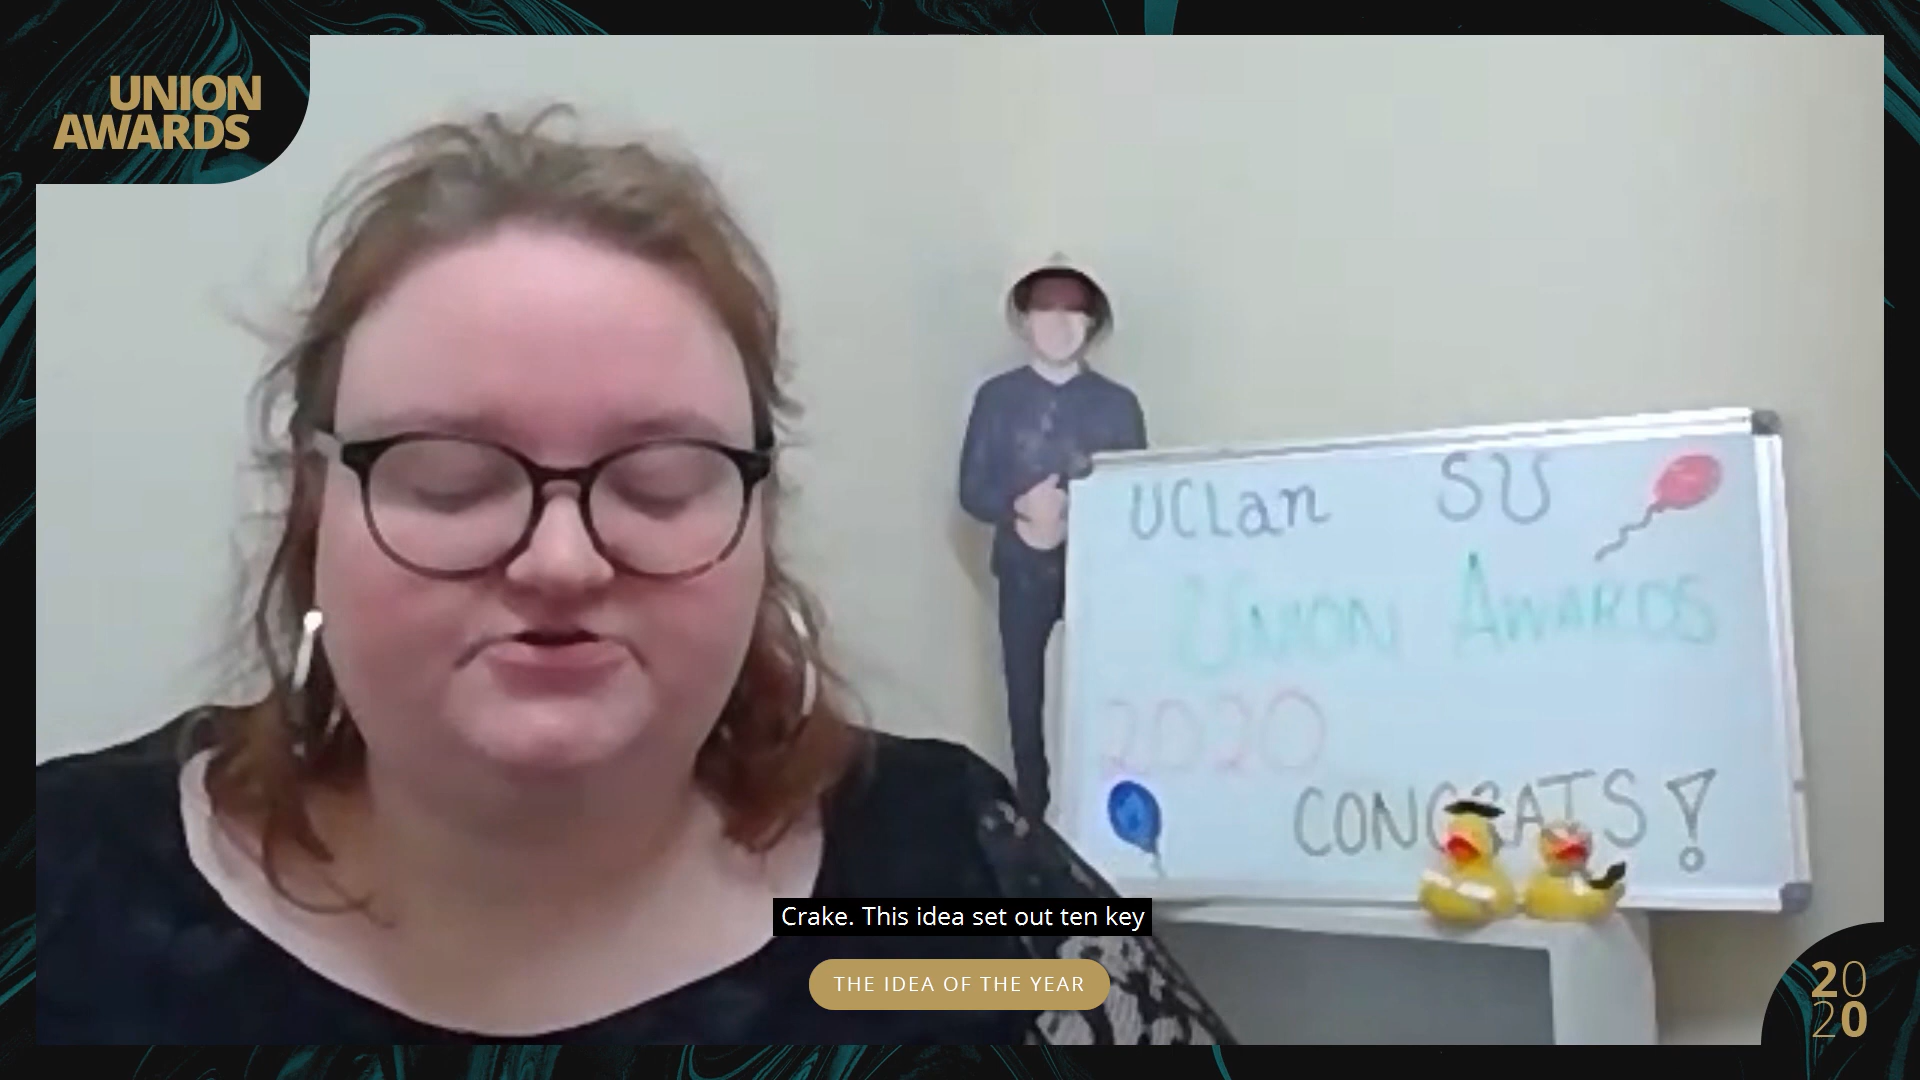 UNION
AWARDS
UCLan SU
UNION AWARDS
2020
CONGRATS!
Crake. This idea set out ten key
THE IDEA OF THE YEAR
20
20